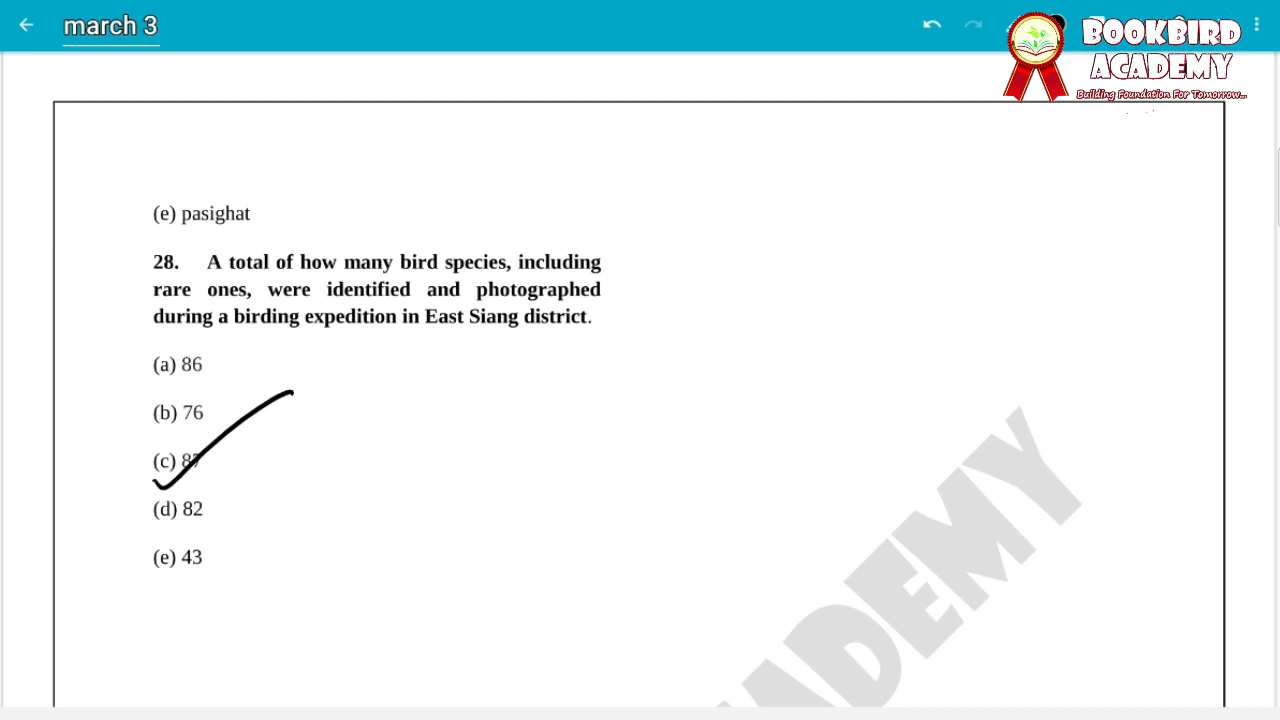 march 3
BOOKBIRD
ACADEMY
Building Foundation For Tomorrow...
(e) pasighat
28. A total of how many bird species, including
rare ones, were identified and photographed
during a birding expedition in East Siang district.
(a) 86
(b) 76
(c) 87
(d) 82
(e) 43
ADEMY